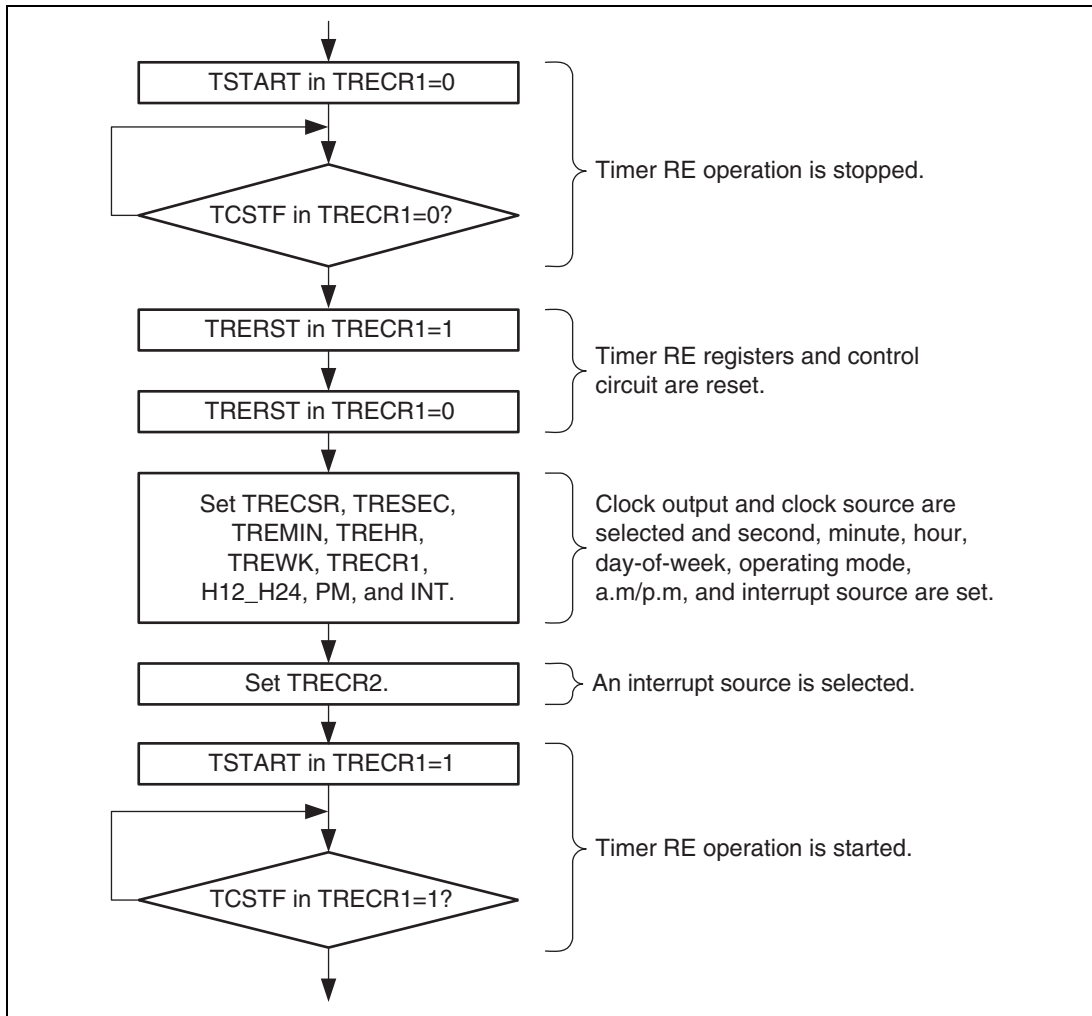 TSTART in TRECR1=0
TCSTF in TRECR1=0?
Timer RE operation is stopped.
TRERST in TRECR1=1
TRERST in TRECR1=0
Timer RE registers and control
circuit are reset.
Set TRECSR, TRESEC,
TREMIN, TREHR,
TREWK, TRECR1,
H12_H24, PM, and INT.
Clock output and clock source are
selected and second, minute, hour,
day-of-week, operating mode,
a.m/p.m, and interrupt source are set.
Set TRECR2.
An interrupt source is selected.
TSTART in TRECR1=1
TCSTF in TRECR1=1?
Timer RE operation is started.